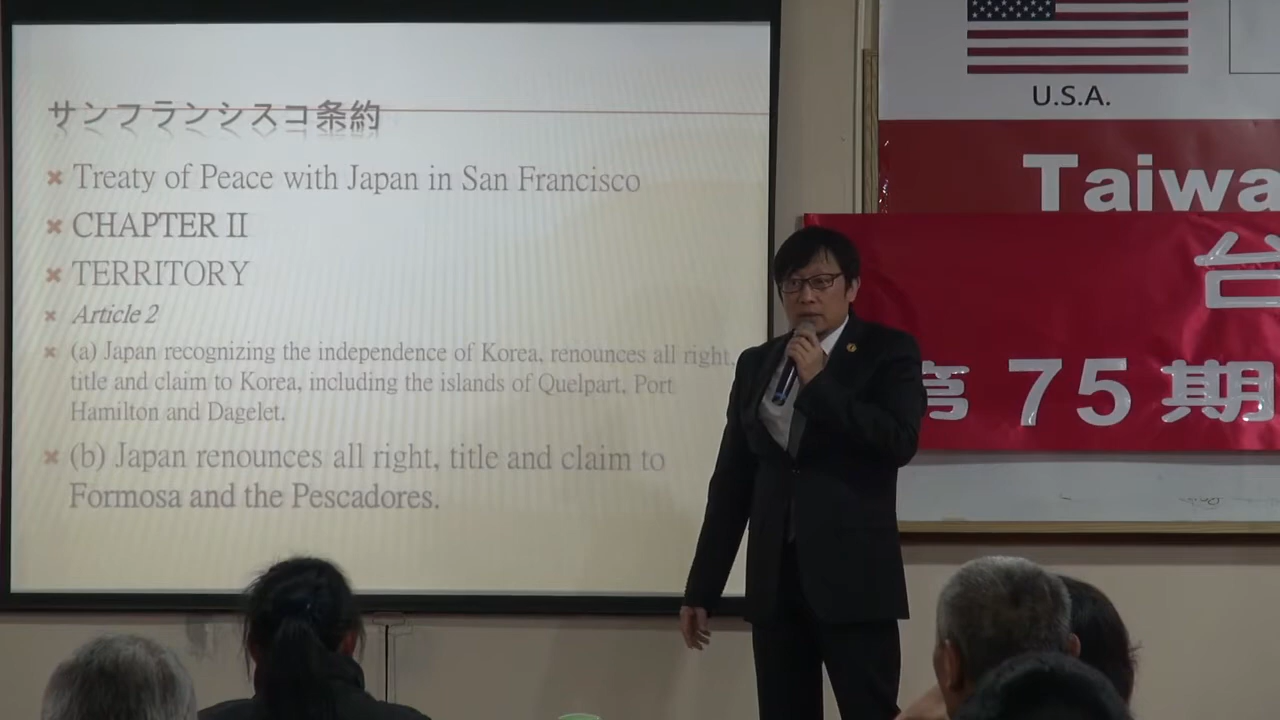 サンフランシスコ条約
Treaty of Peace with Japan in San Francisco
CHAPTER II
TERRITORY
Article 2
(a) Japan recognizing the independence of Korea, renounces all right,
title and claim to Korea, including the islands of Quelpart, Port
Hamilton and Dagelet.
(b) Japan renounces all right, title and claim to
Formosa and the Pescadores.
U.S.A.
Taiwa
台
第 75 期